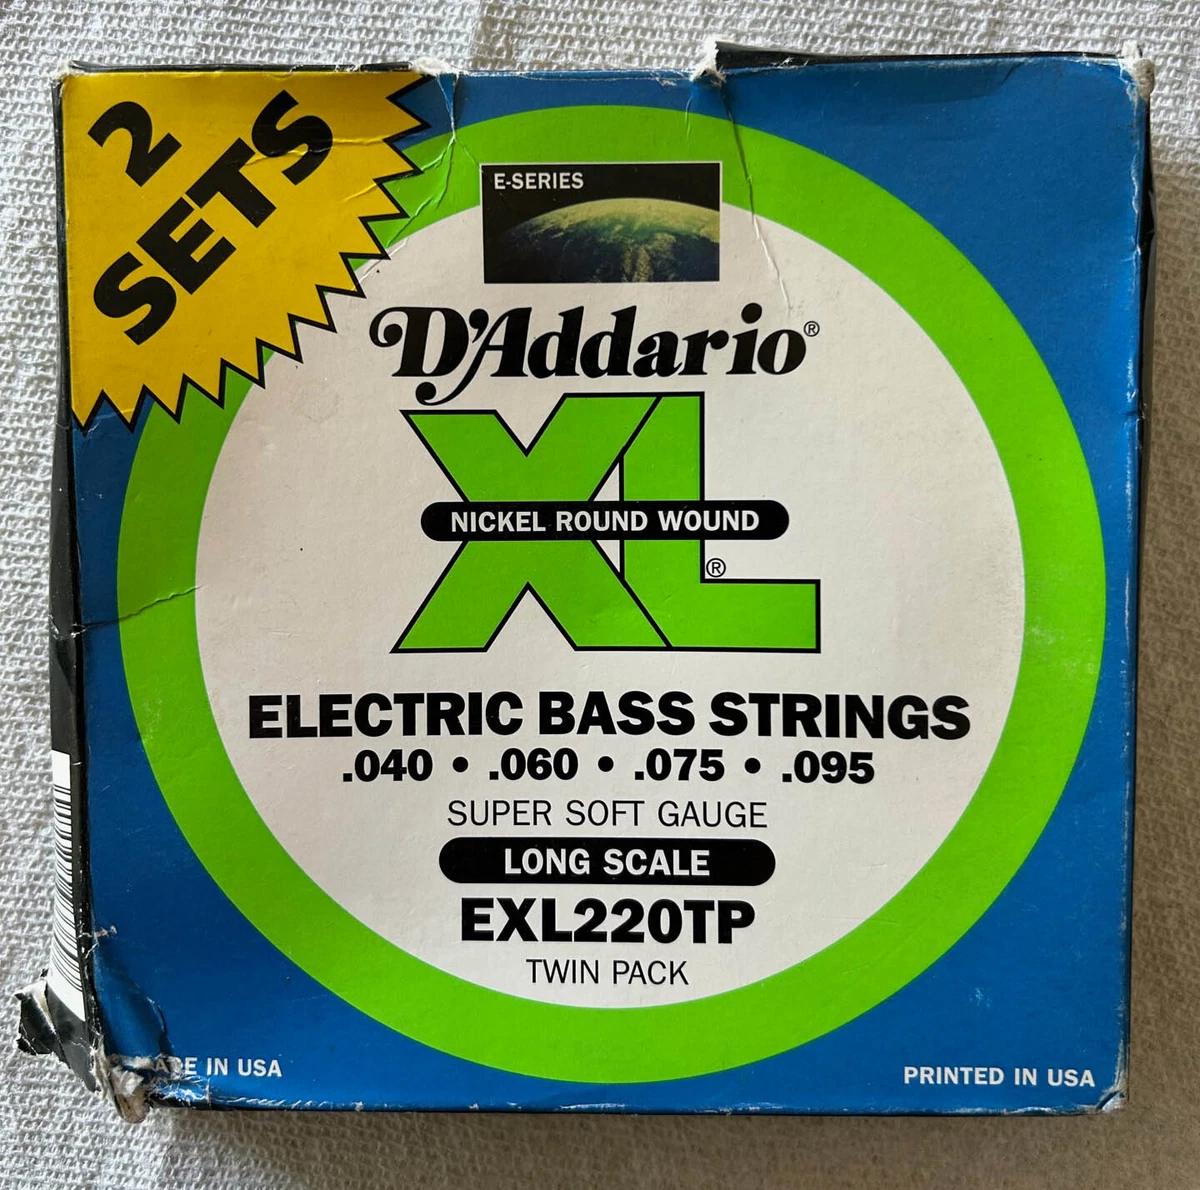 2
SETS
E-SERIES
D'Addario®
XL®
NICKEL ROUND WOUND
ELECTRIC BASS STRINGS
.040 • .060 • .075 • .095
SUPER SOFT GAUGE
LONG SCALE
EXL220TP
TWIN PACK
ADE IN USA
PRINTED IN USA